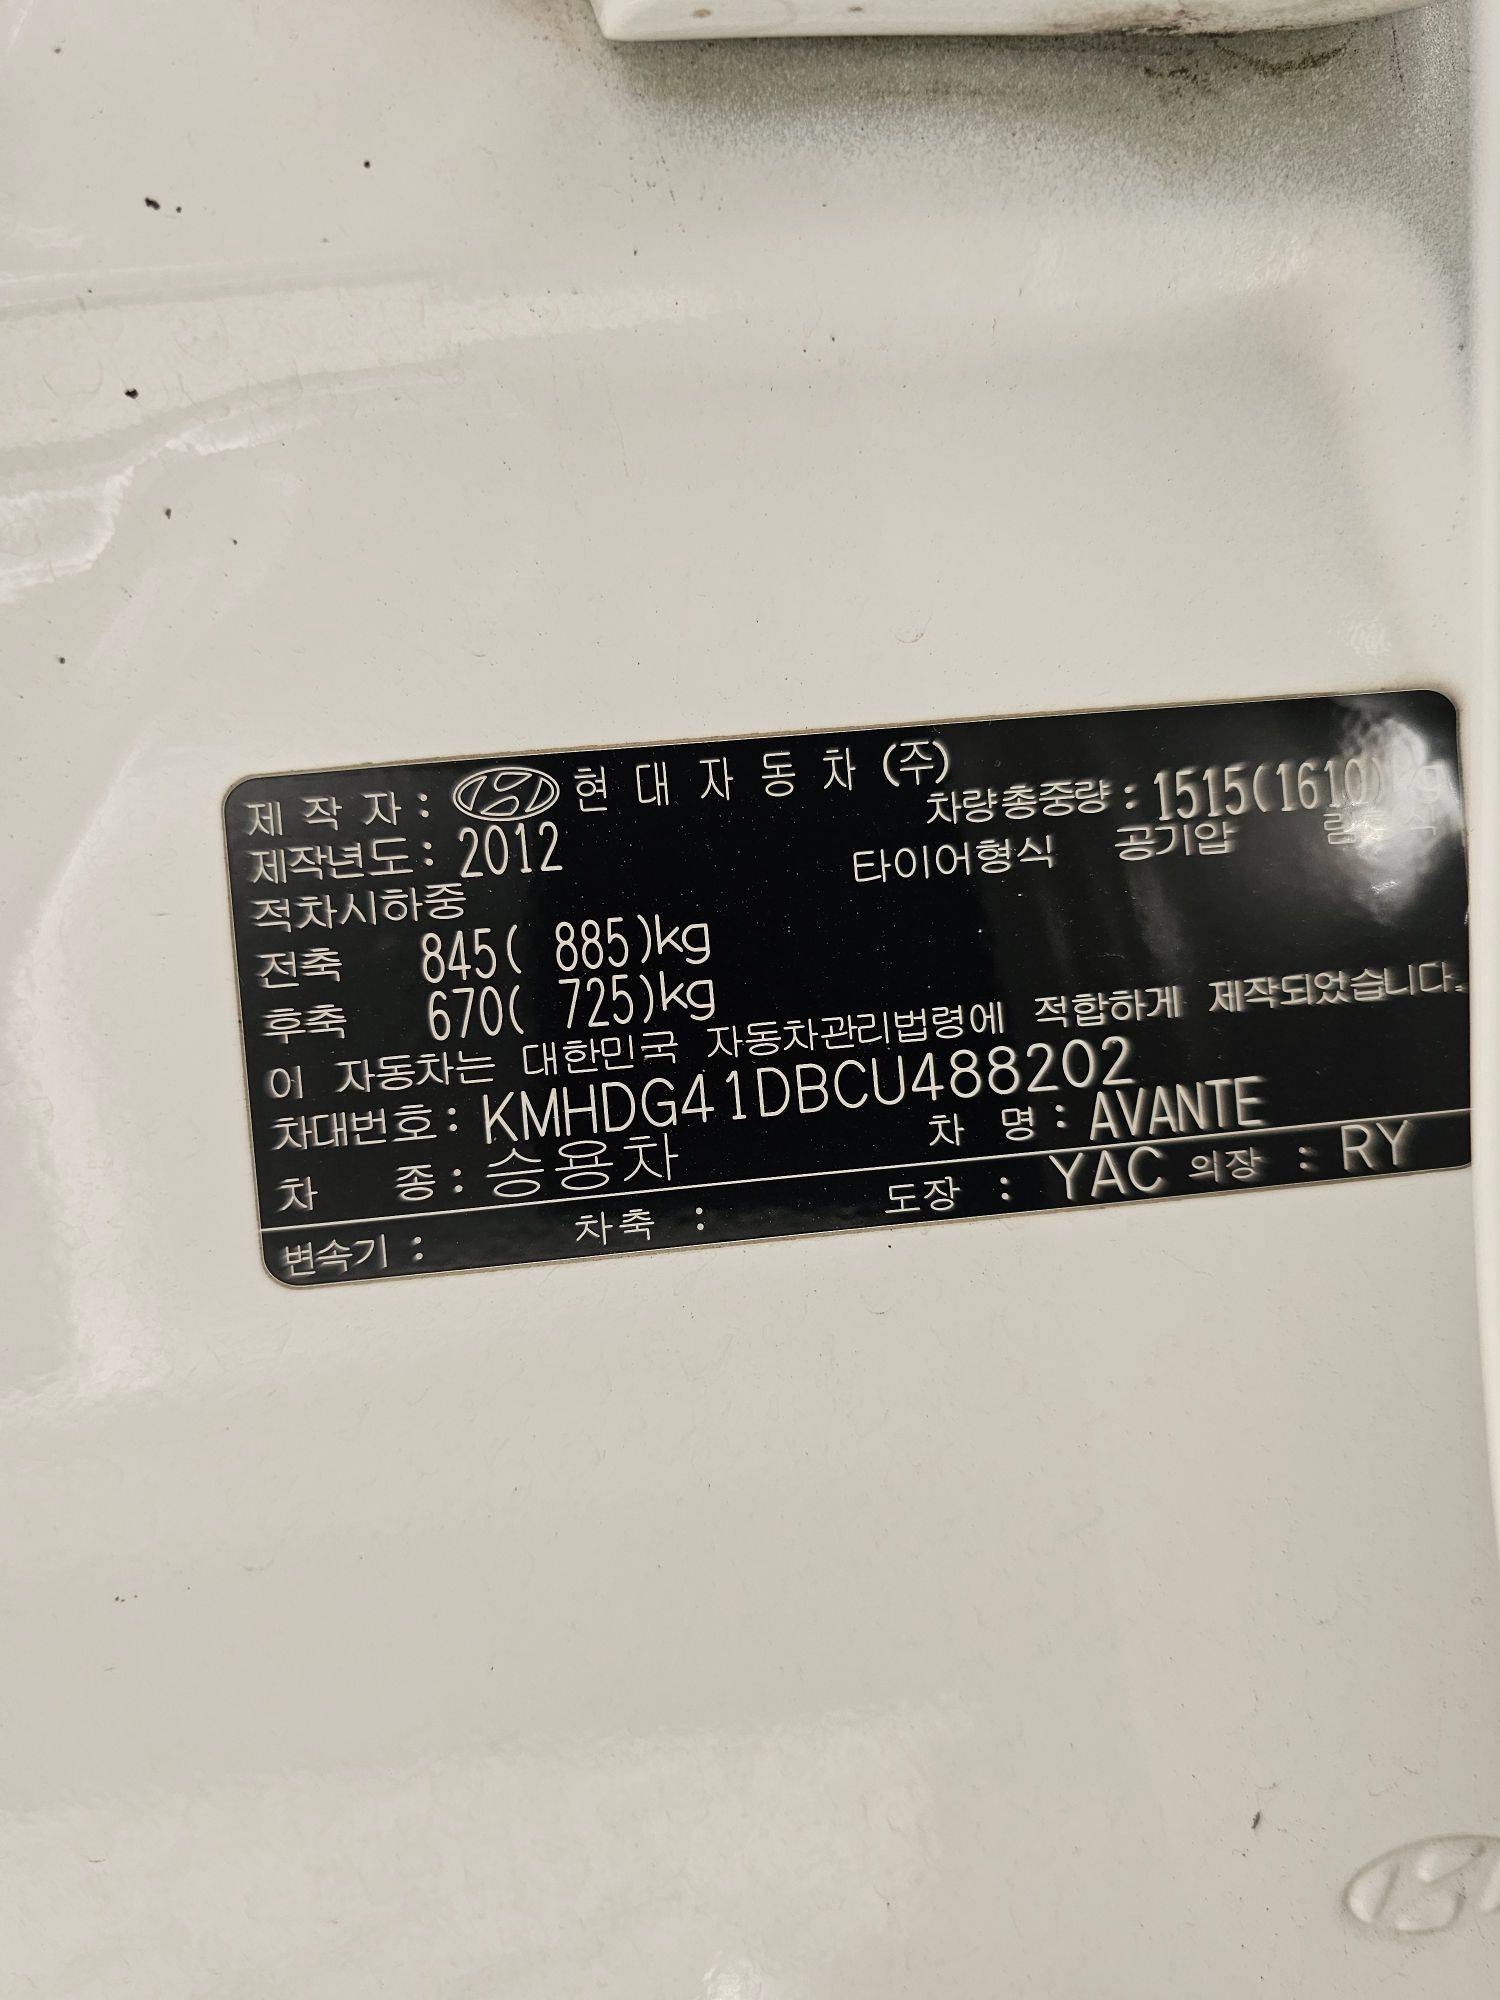 제 작 자 : 현 대 자 동 차 (주)
제작년도 : 2012
차량총중량 : 1515(1610)kg
적차시하중
타이어형식 공기압
전축 845( 885)kg
후축 670( 725)kg
이 자동차는 대한민국 자동차관리법령에 적합하게 제작되었습니다.
차대번호 : KMHDG41DBCU488202
차 종 : 승용차 차 명 : AVANTE
변속기 : 차축 : 도장 : YAC 의장 : RY